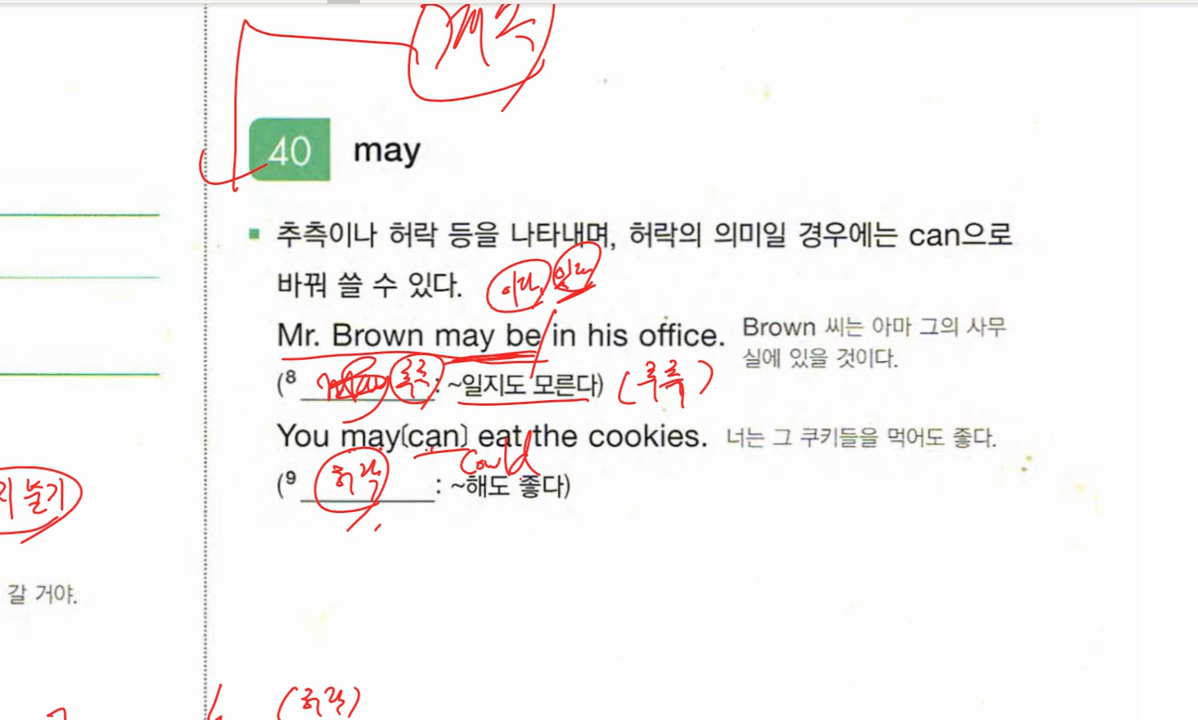 40 may
추측이나 허락 등을 나타내며, 허락의 의미일 경우에는 can으로
바꿔 쓸 수 있다.
이다, 있다
Mr. Brown may be in his office. Brown 씨는 아마 그의 사무
실에 있을 것이다.
(8 추측 : ~일지도 모른다) (추측)
You may(can) eat the cookies. 너는 그 쿠키들을 먹어도 좋다.
could
(9 허락 : ~해도 좋다)
갈 거야.
(허락)